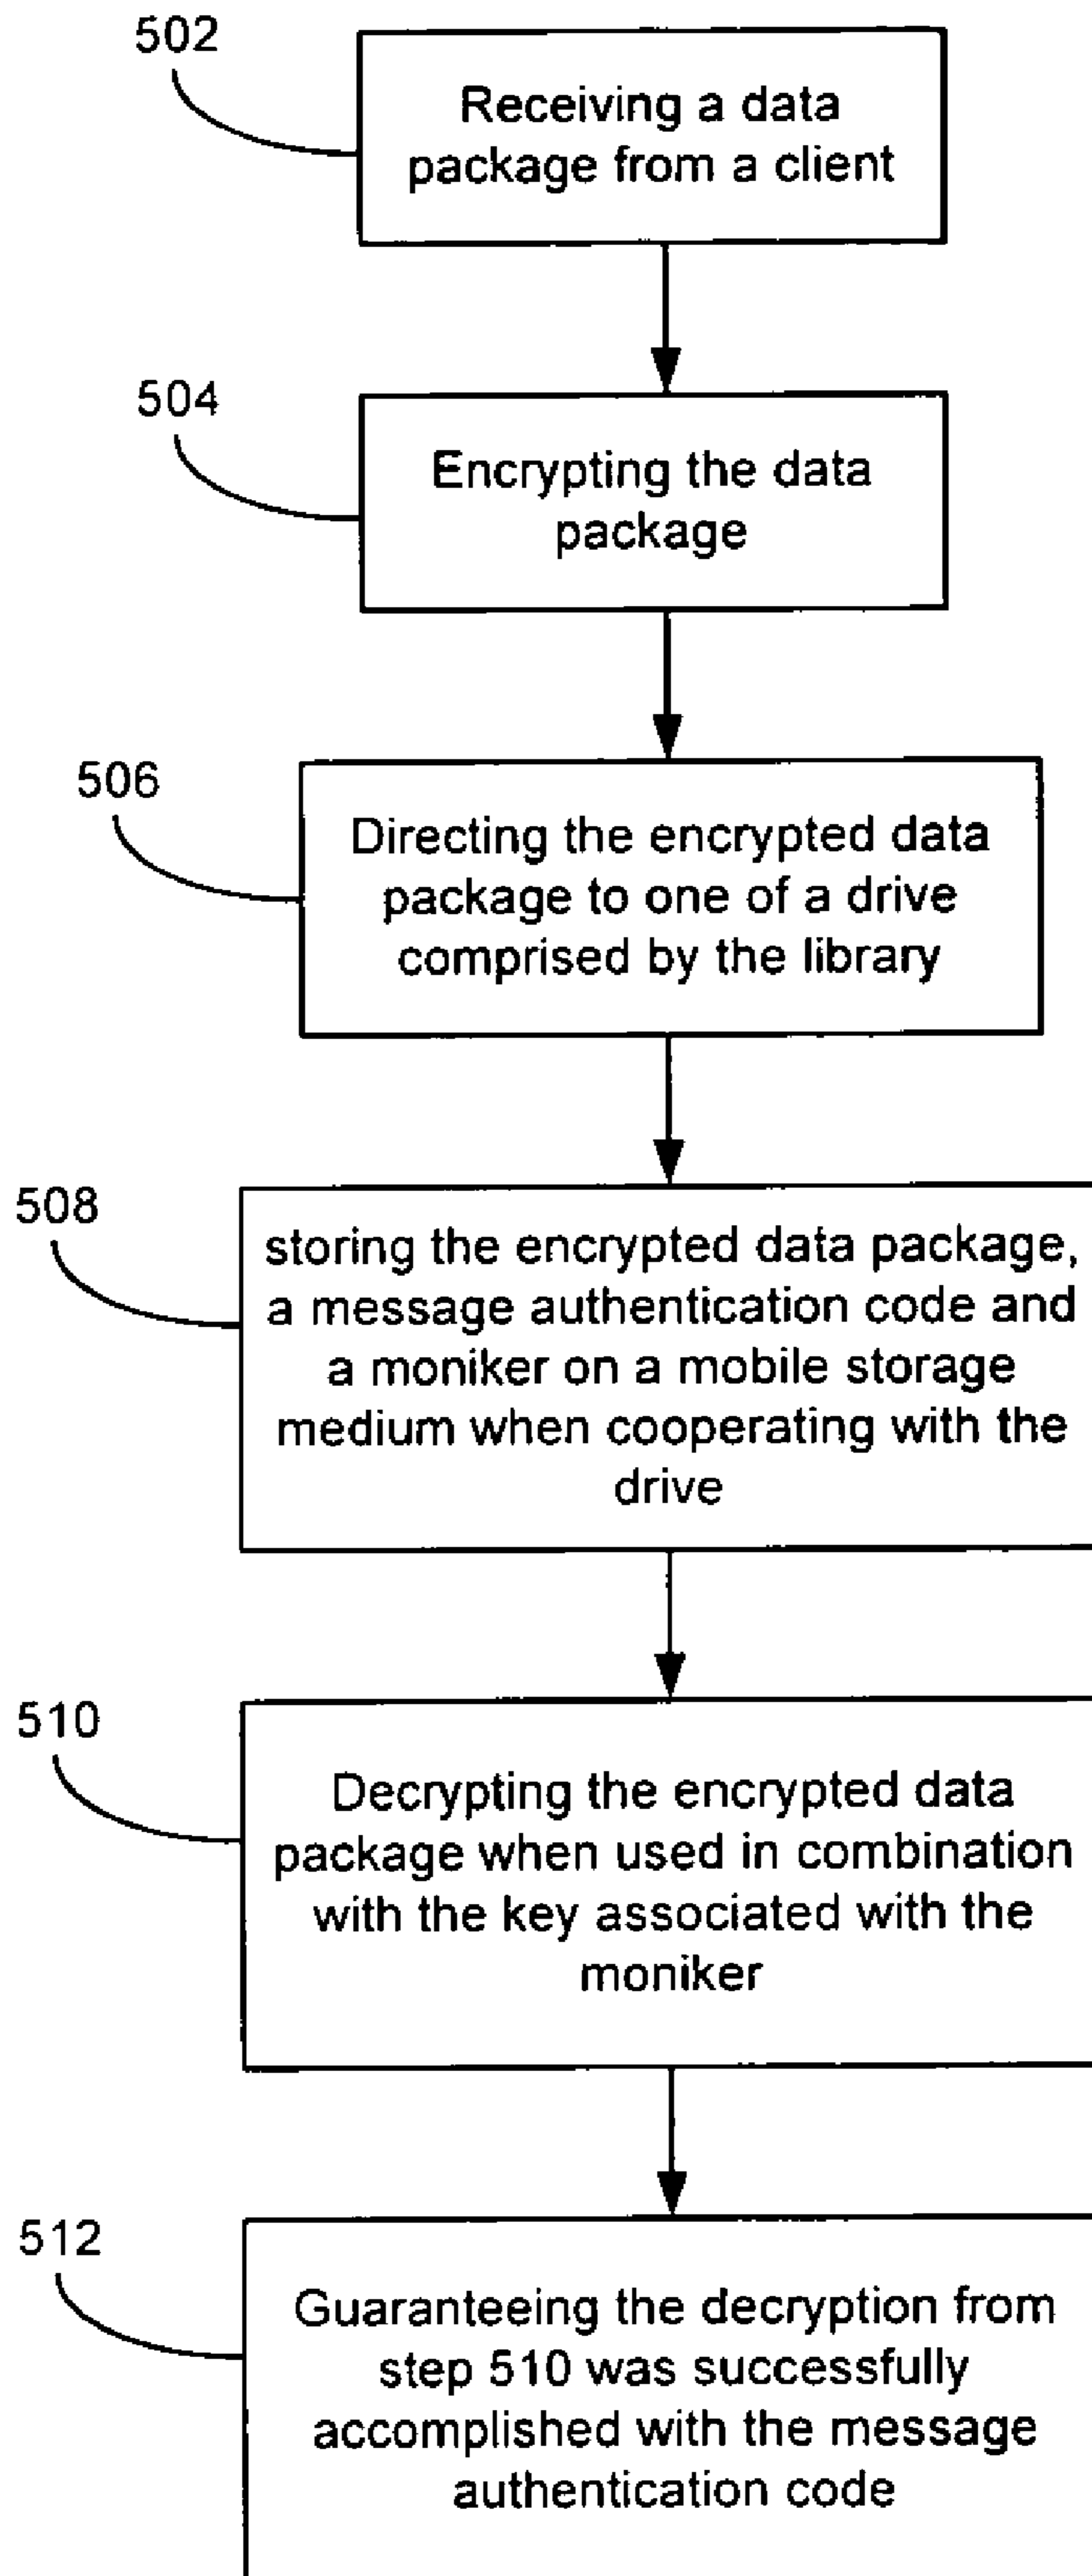 502
Receiving a data
package from a client
504
Encrypting the data
package
506
Directing the encrypted data
package to one of a drive
comprised by the library
508
storing the encrypted data package,
a message authentication code and
a moniker on a mobile storage
medium when cooperating with the
drive
510
Decrypting the encrypted data
package when used in combination
with the key associated with the
moniker
512
Guaranteeing the decryption from
step 510 was successfully
accomplished with the message
authentication code